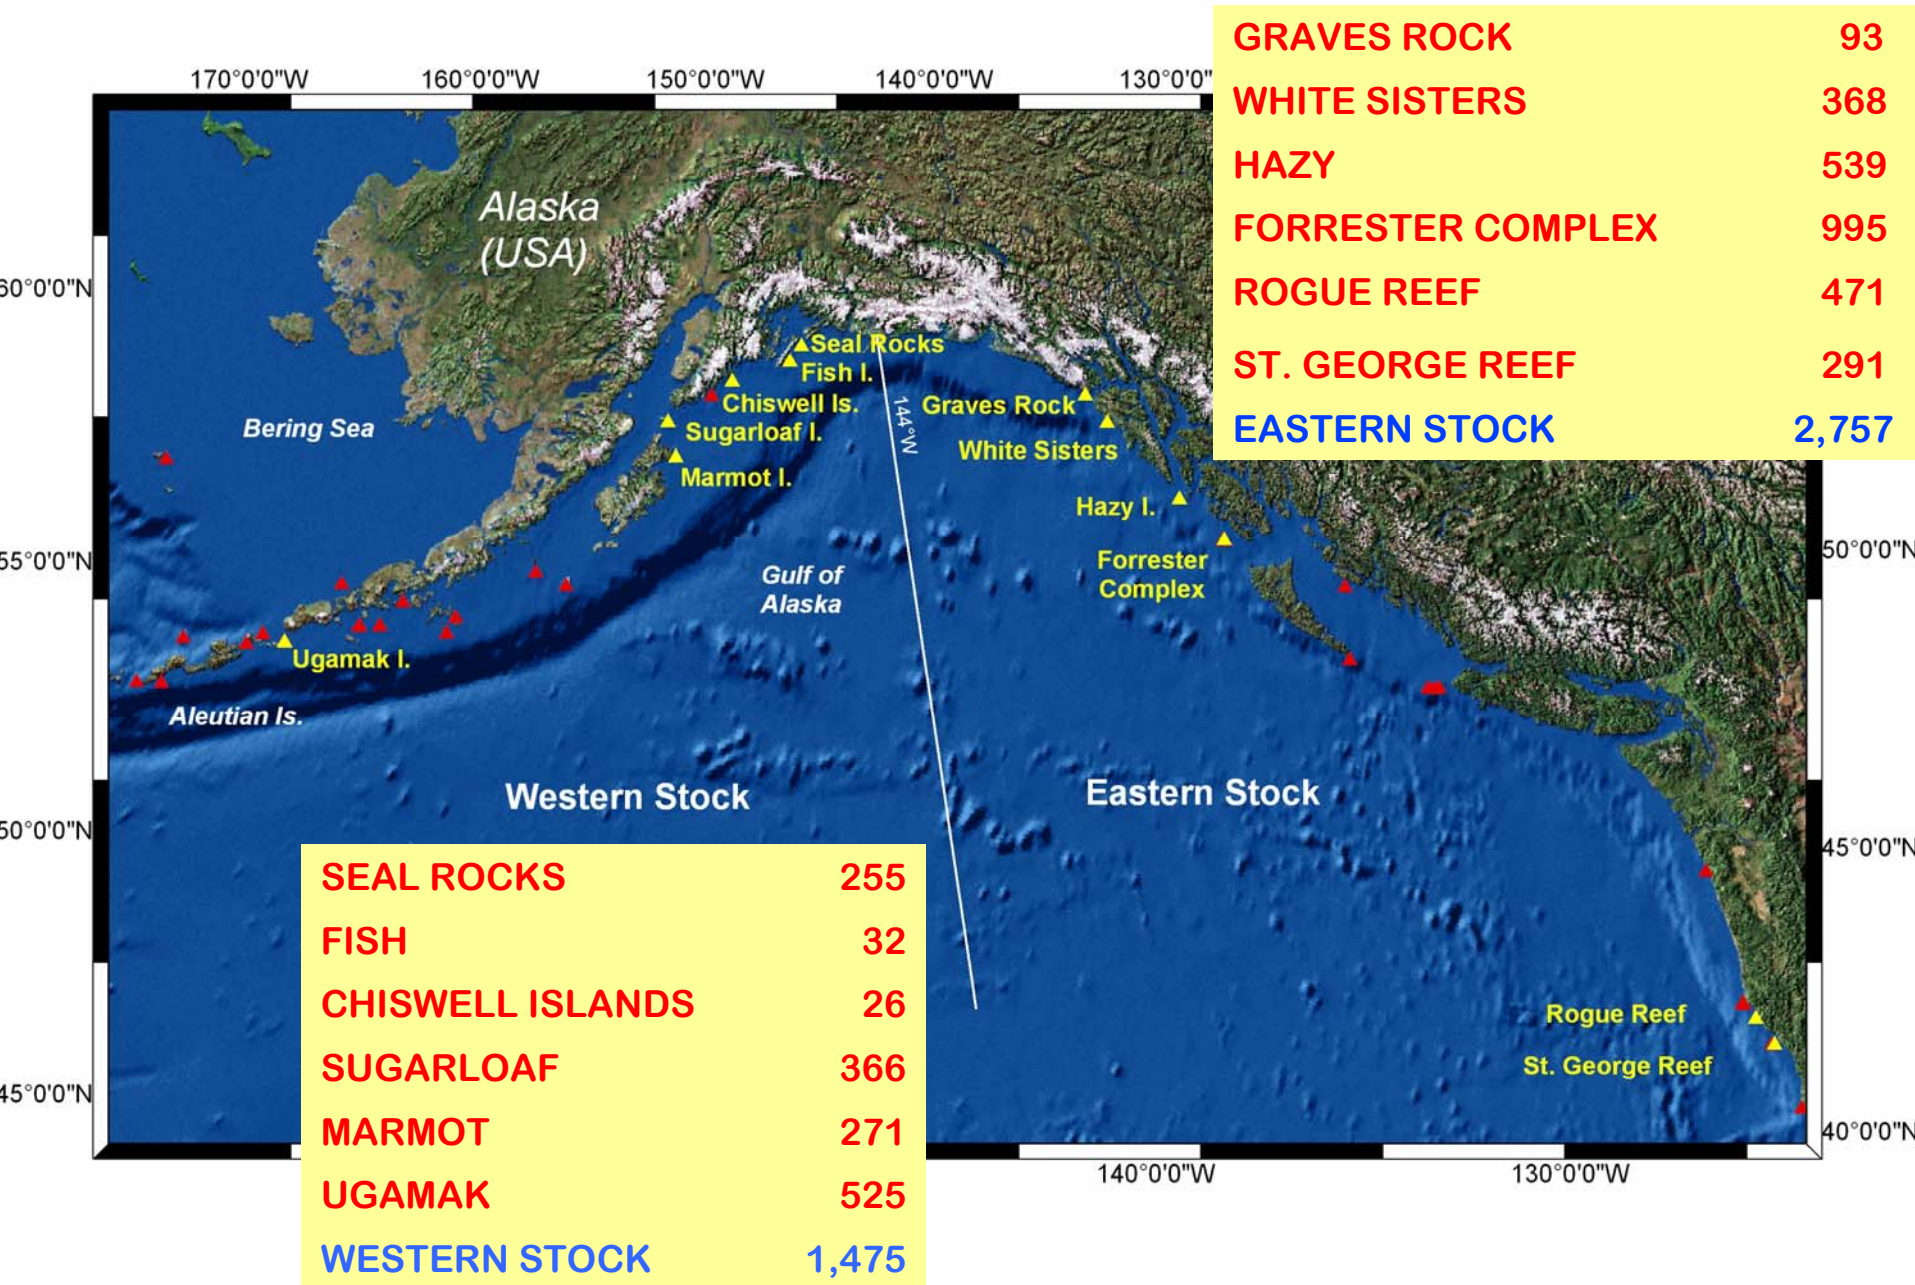 GRAVES ROCK 93
WHITE SISTERS 368
HAZY 539
FORRESTER COMPLEX 995
ROGUE REEF 471
ST. GEORGE REEF 291
EASTERN STOCK 2,757
170°0'0"W 160°0'0"W 150°0'0"W 140°0'0"W 130°0'0"
Alaska
(USA)
60°0'0"N
Seal Rocks
Fish I.
Chiswell Is.
Sugarloaf I.
Marmot I.
144°W
Graves Rock
White Sisters
Bering Sea
Hazy I.
Forrester
Complex
55°0'0"N
50°0'0"N
Gulf of
Alaska
Ugamak I.
Aleutian Is.
Western Stock
Eastern Stock
50°0'0"N
45°0'0"N
SEAL ROCKS 255
FISH 32
CHISWELL ISLANDS 26
SUGARLOAF 366
MARMOT 271
UGAMAK 525
WESTERN STOCK 1,475
Rogue Reef
St. George Reef
45°0'0"N
40°0'0"N
140°0'0"W 130°0'0"W